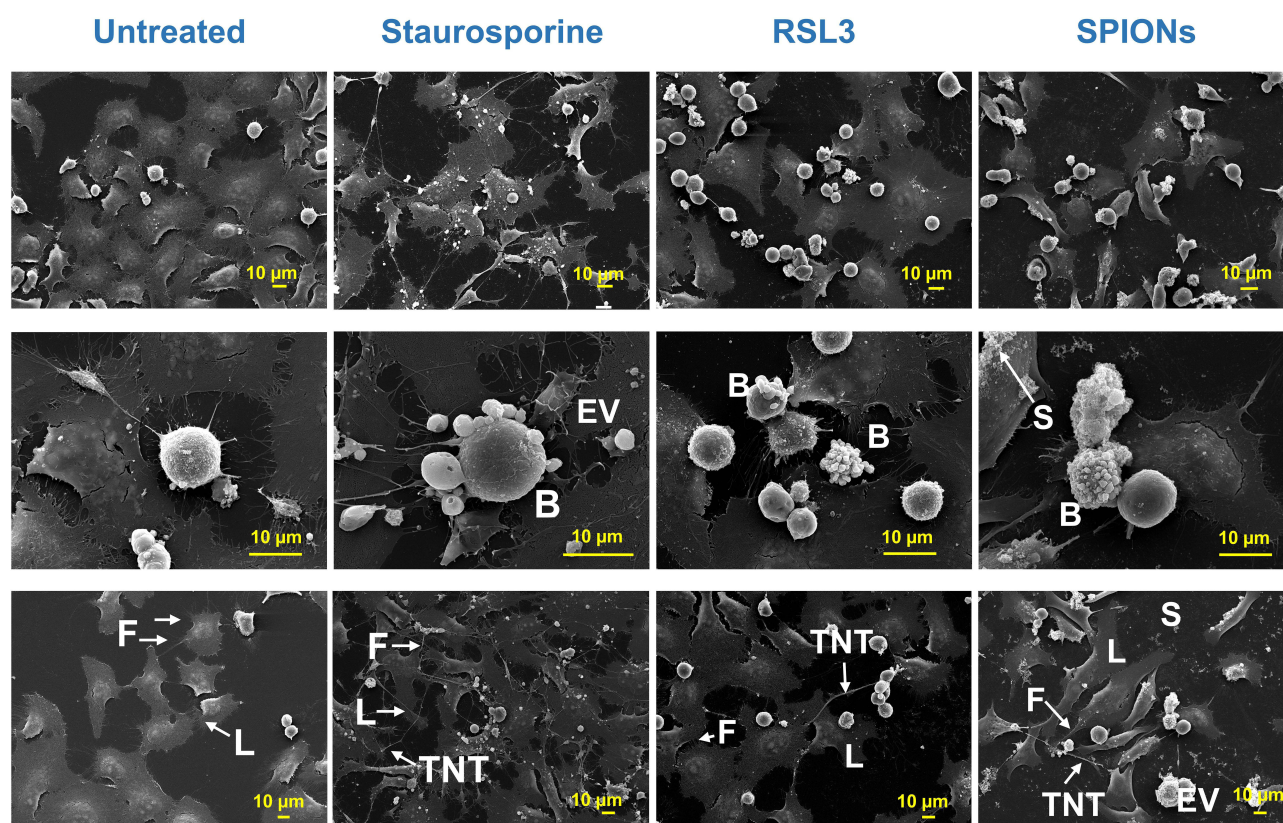 Untreated Staurosporine RSL3 SPIONs
10 µm 10 µm 10 µm 10 µm
B EV B S
B
B B
10 µm 10 µm 10 µm 10 µm
F F TNT S
L
L F
L F L
TNT TNT EV
10 µm 10 µm 10 µm 10 µm